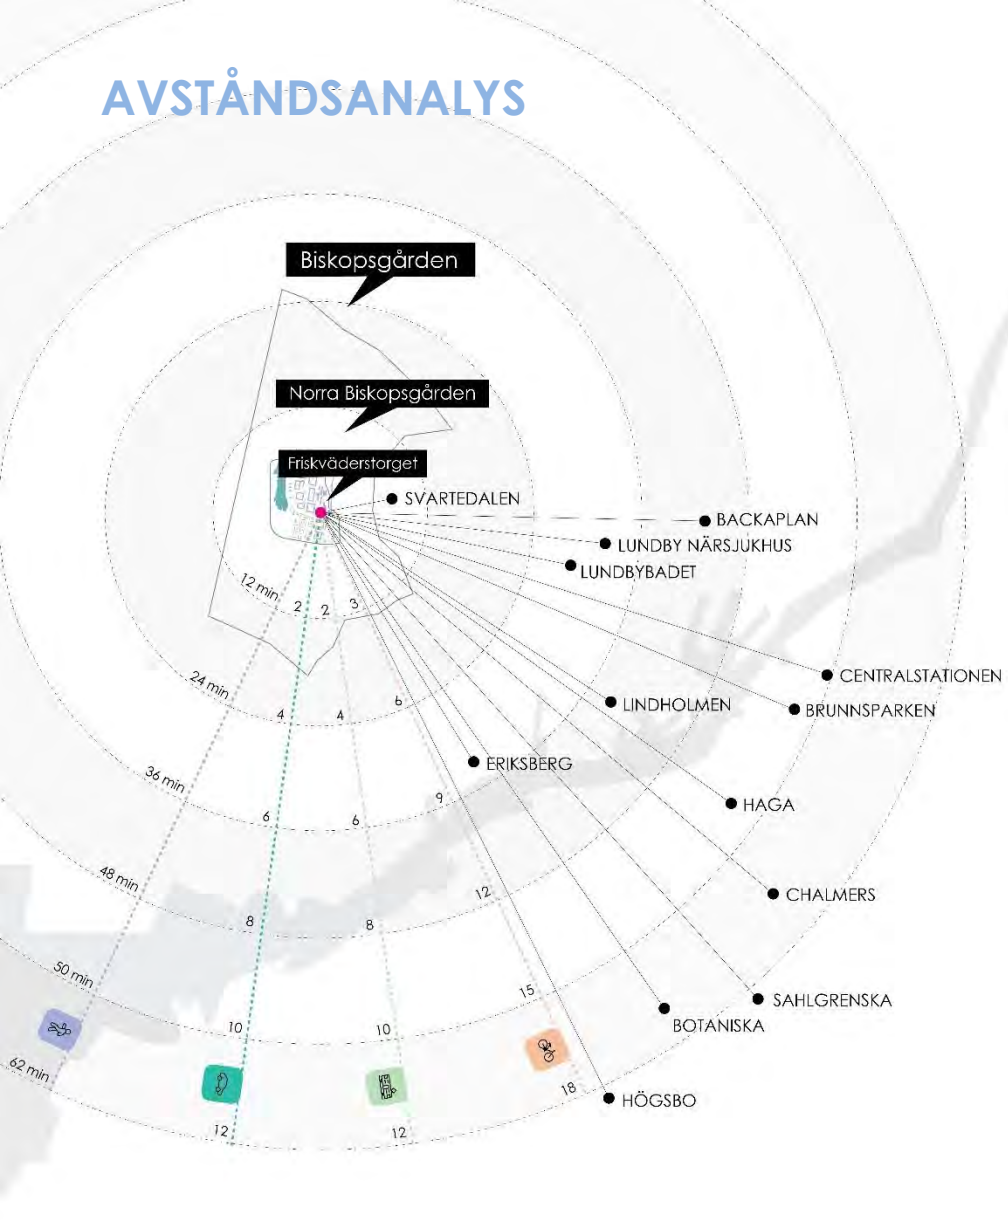 AVSTÅNDSANALYS
Biskopsgården
Norra Biskopsgården
Friskväderstorget
SVARTEDALEN
BACKAPLAN
LUNDBY NÄRSJUKHUS
LUNDBYBADET
12 min
2
2
3
CENTRALSTATIONEN
24 min
4
4
6
LINDHOLMEN
BRUNNSPARKEN
ERIKSBERG
36 min
6
6
9
HAGA
48 min
8
8
12
CHALMERS
50 min
10
10
15
SAHLGRENSKA
BOTANISKA
62 min
12
12
18
HÖGSBO